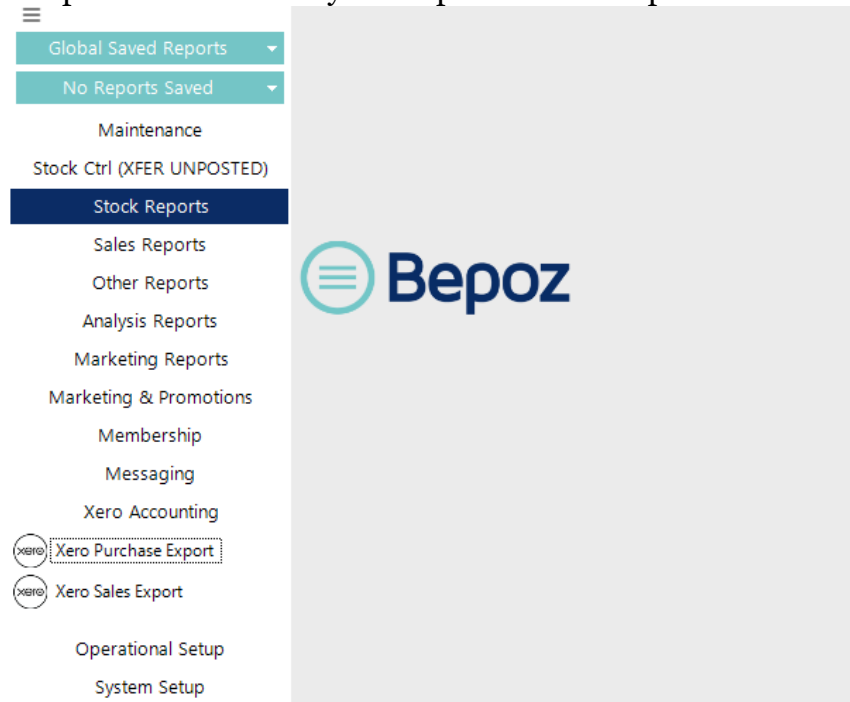 Global Saved Reports
No Reports Saved
Maintenance
Stock Ctrl (XFER UNPOSTED)
Stock Reports
Sales Reports
Other Reports
Analysis Reports
Marketing Reports
Marketing & Promotions
Membership
Messaging
Xero Accounting
xero Xero Purchase Export
xero Xero Sales Export
Operational Setup
System Setup
Bepoz